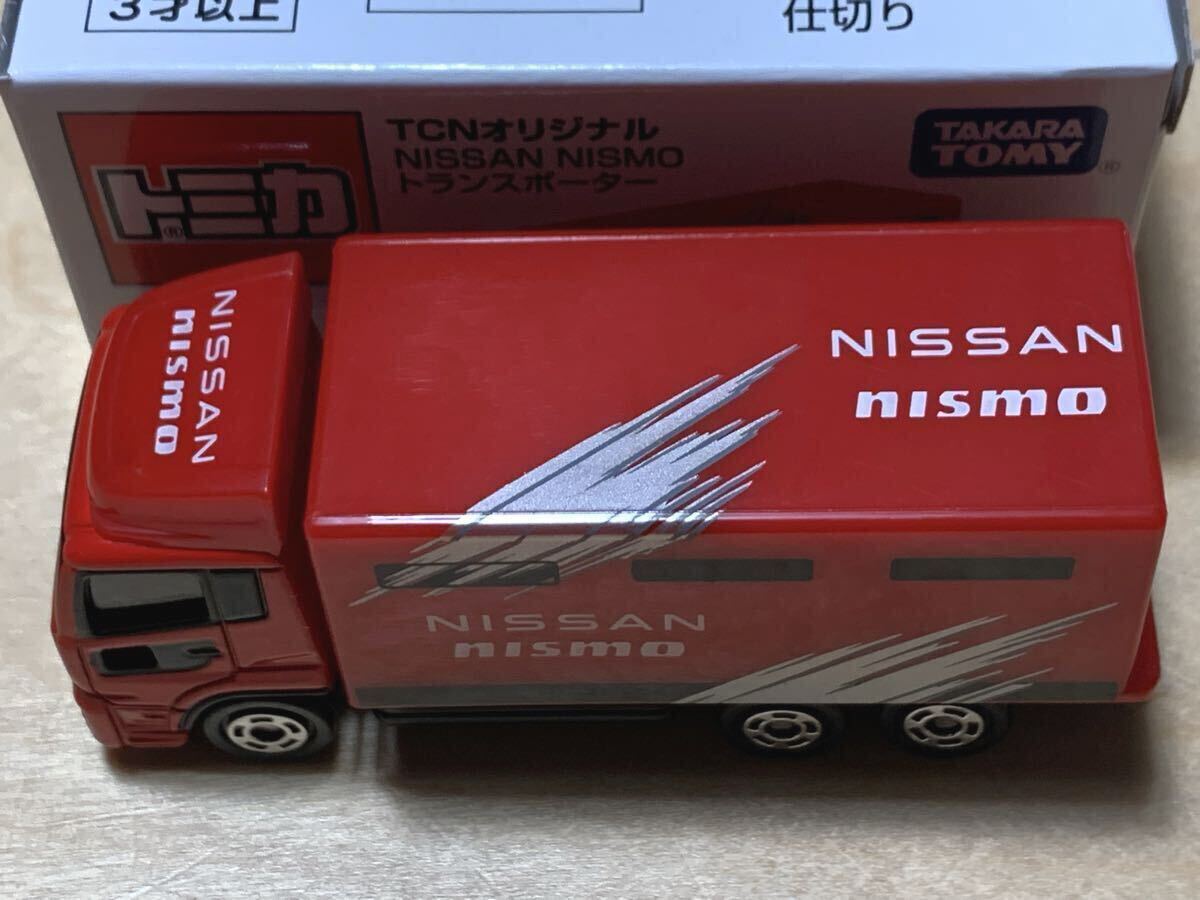 3才以上
仕切り
トミカ®
TCNオリジナル
NISSAN NISMO
トランスポーター
TAKARA
TOMY®
NISSAN
nismo
NISSAN
nismo
NISSAN
nismo